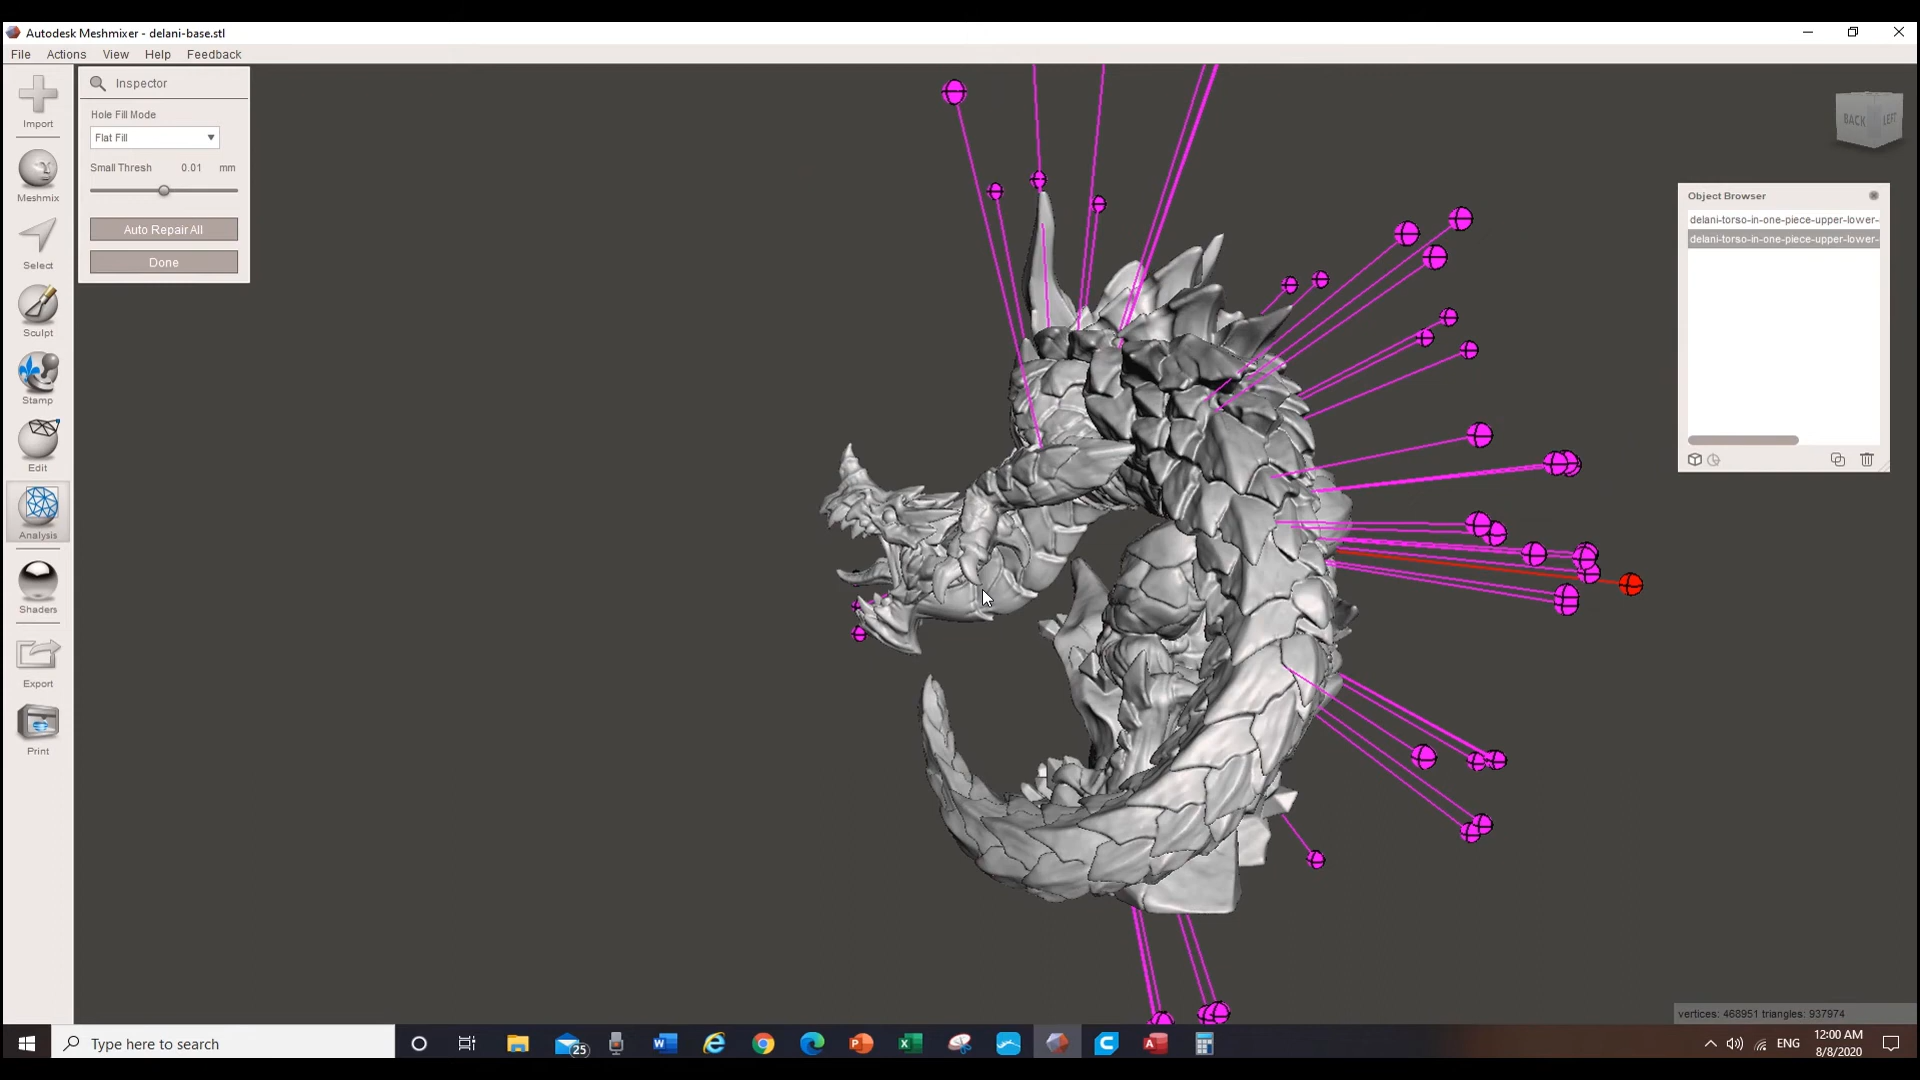 Autodesk Meshmixer - delani-base.stl
File Actions View Help Feedback
Import
Meshmix
Select
Sculpt
Stamp
Edit
Analysis
Shaders
Export
Print
Inspector
Hole Fill Mode
Flat Fill
Small Thresh 0.01 mm
Auto Repair All
Done
BACK LEFT
Object Browser
delani-torso-in-one-piece-upper-lower-
delani-torso-in-one-piece-upper-lower-
vertices: 468951 triangles: 937974
Type here to search
25
ENG
12:00 AM
8/8/2020